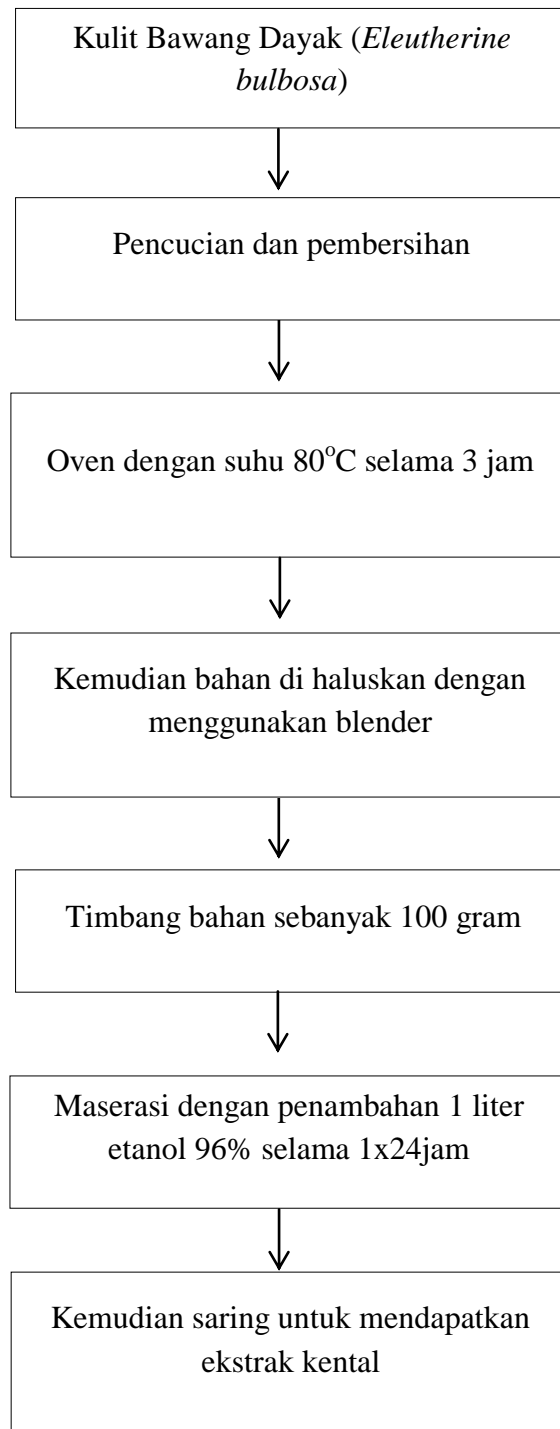 Kulit Bawang Dayak (Eleutherine
bulbosa)
Pencucian dan pembersihan
Oven dengan suhu 80°C selama 3 jam
Kemudian bahan di haluskan dengan
menggunakan blender
Timbang bahan sebanyak 100 gram
Maserasi dengan penambahan 1 liter
etanol 96% selama 1x24jam
Kemudian saring untuk mendapatkan
ekstrak kental